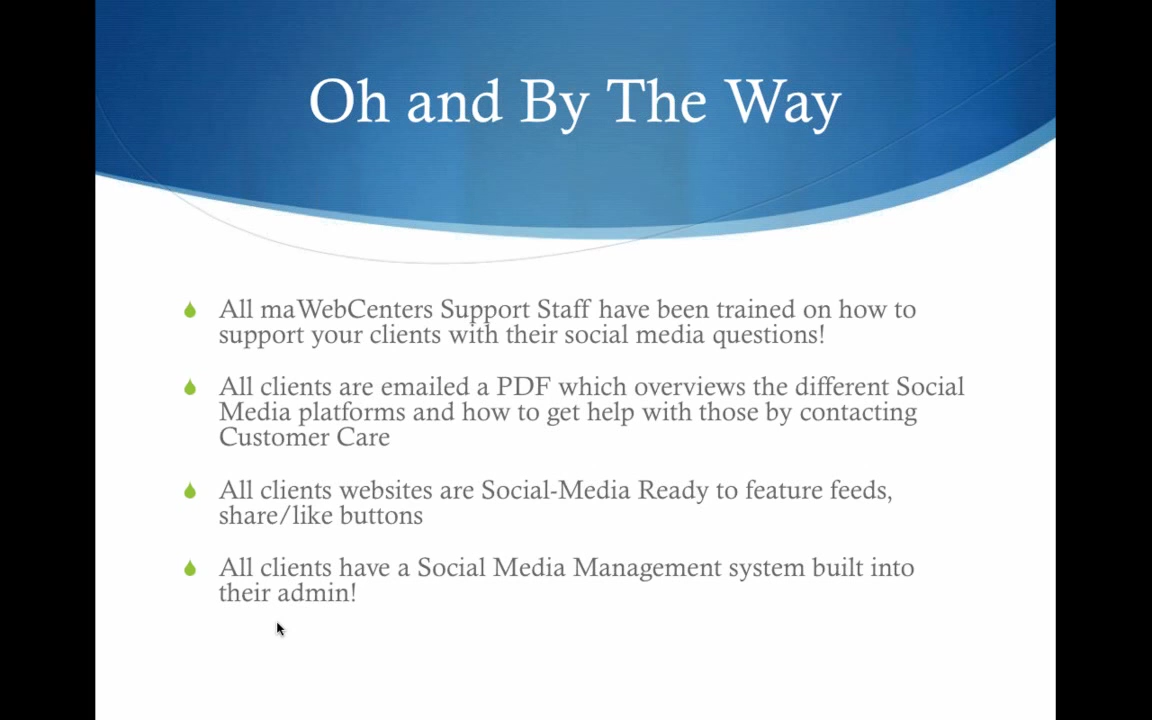 Oh and By The Way
All maWebCenters Support Staff have been trained on how to
support your clients with their social media questions!
All clients are emailed a PDF which overviews the different Social
Media platforms and how to get help with those by contacting
Customer Care
All clients websites are Social-Media Ready to feature feeds,
share/like buttons
All clients have a Social Media Management system built into
their admin!